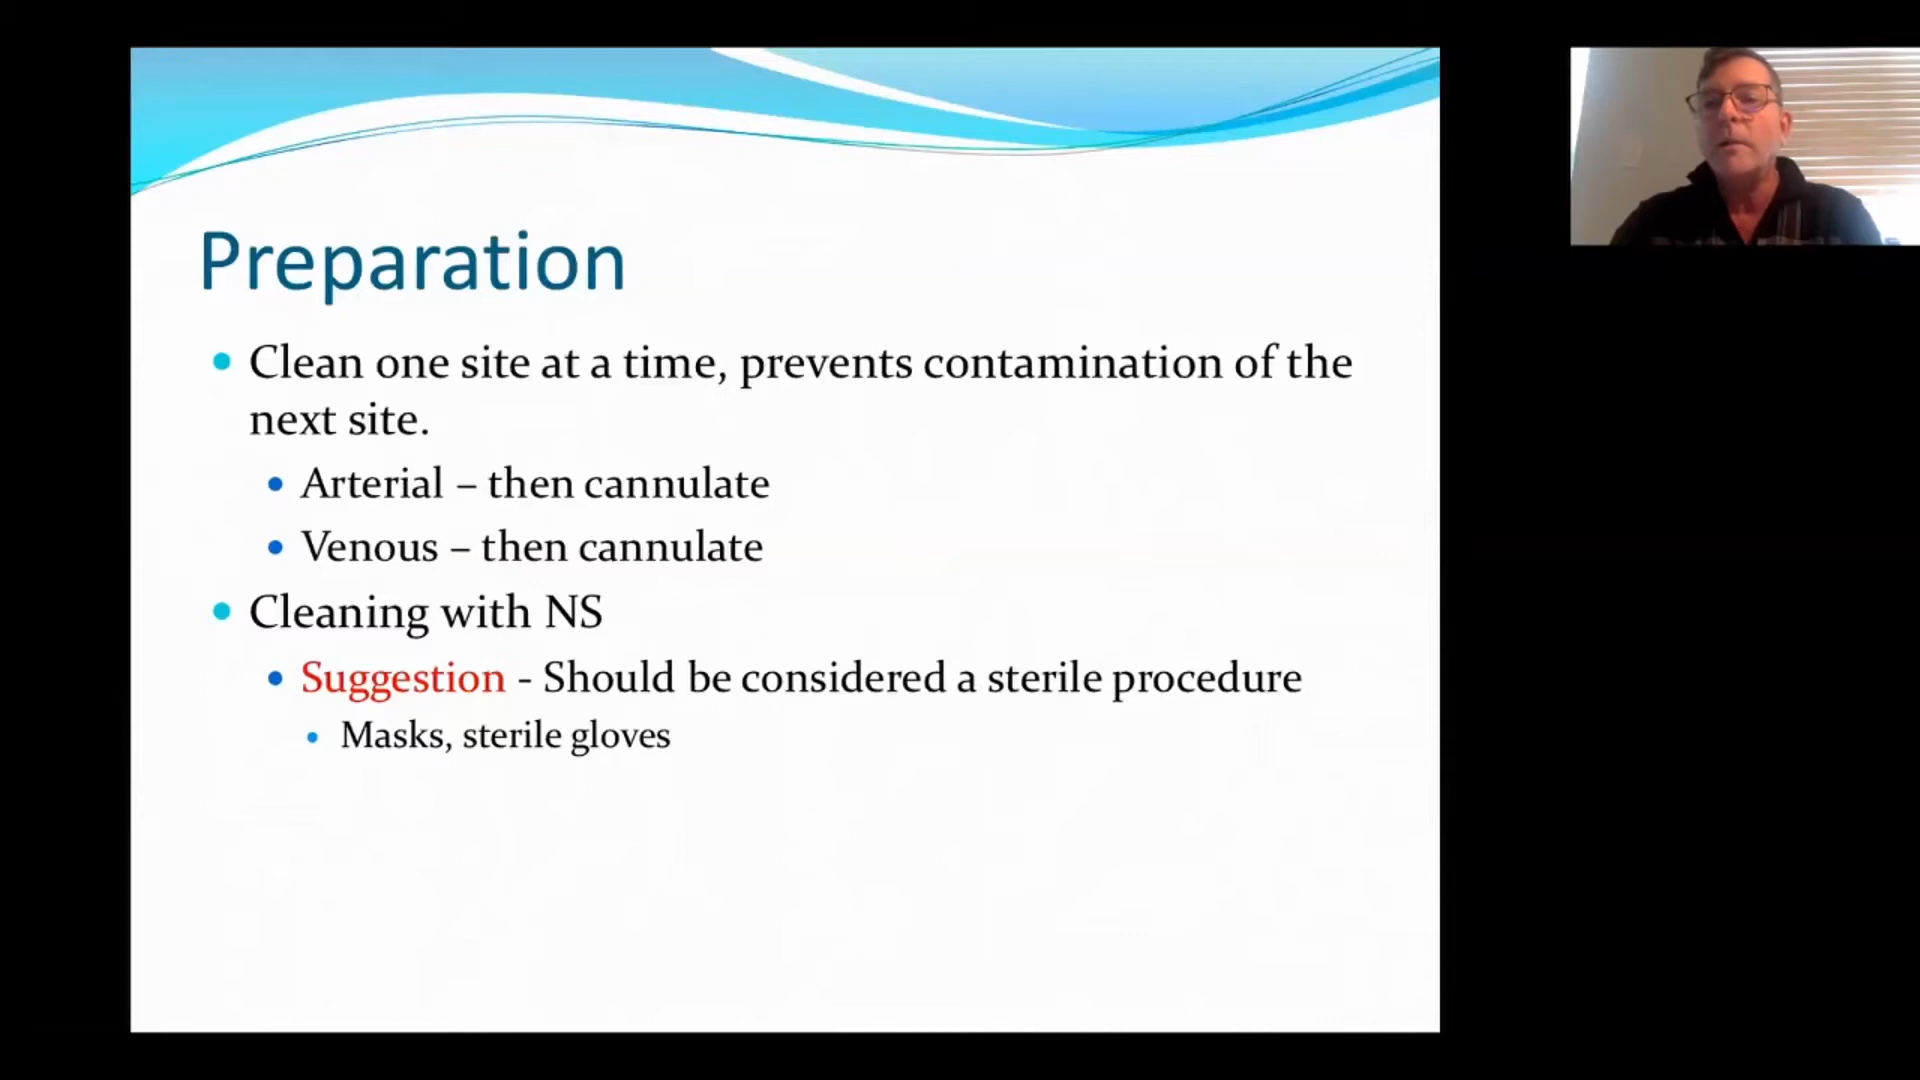 Preparation
Clean one site at a time, prevents contamination of the
next site.
Arterial – then cannulate
Venous – then cannulate
Cleaning with NS
Suggestion - Should be considered a sterile procedure
Masks, sterile gloves